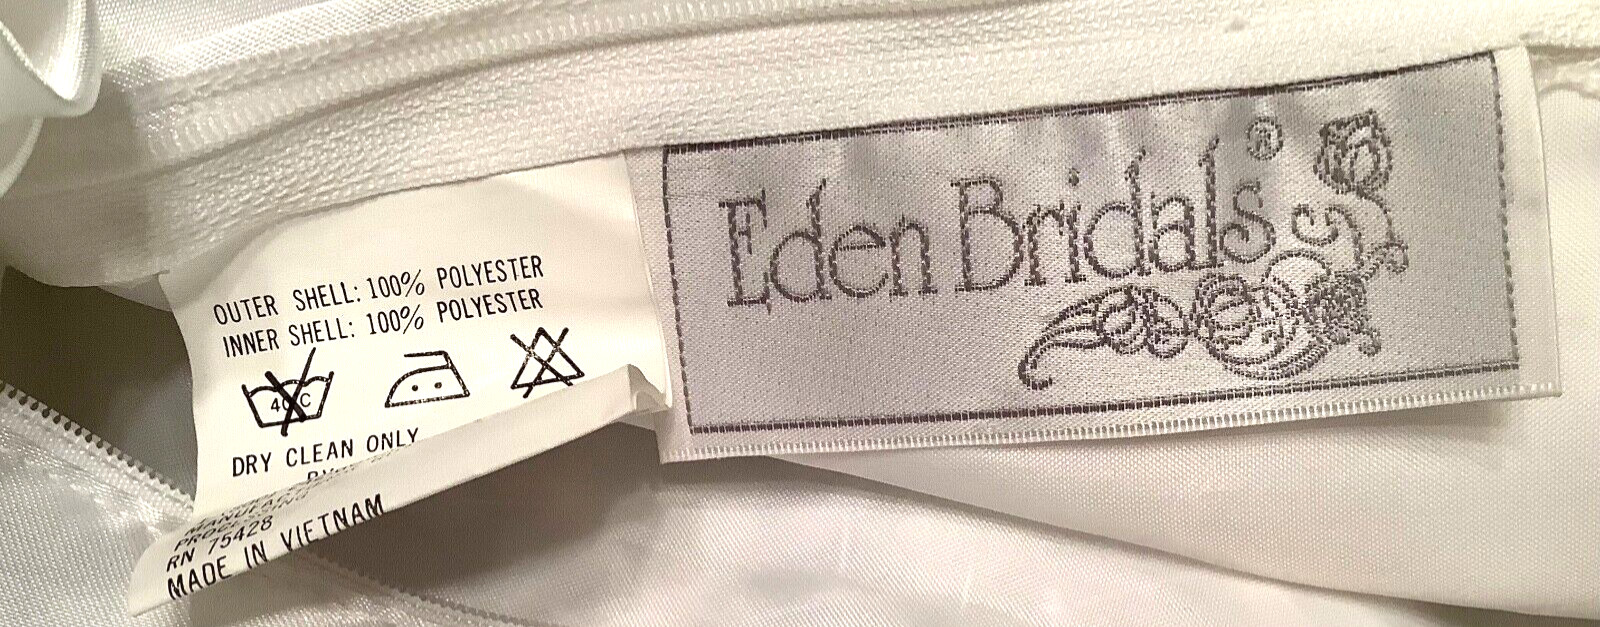 OUTER SHELL: 100% POLYESTER
INNER SHELL: 100% POLYESTER
40°C
DRY CLEAN ONLY
RN 75428
MADE IN VIETNAM
Eden Bridals®